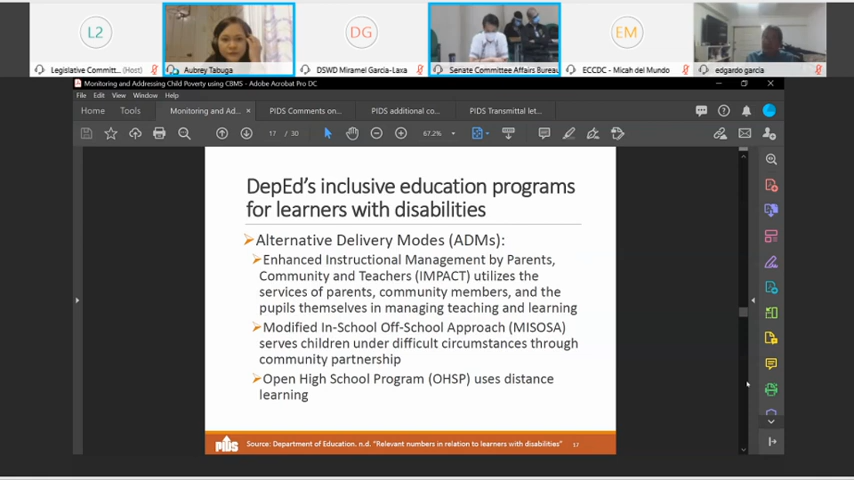 L2
DG
EM
Legislative Committ... (Host)
Aubrey Tabuga
DSWD Miramel Garcia-Laxa
Senate Committee Affairs Bureau
ECCDC - Micah del Mundo
edgardo garcia
Monitoring and Addressing Child Poverty using CBMS - Adobe Acrobat Pro DC
File Edit View Window Help
Home Tools Monitoring and Ad... × PIDS Comments on... PIDS additional co... PIDS Transmittal let...
17 / 30 67.2%
DepEd's inclusive education programs
for learners with disabilities
Alternative Delivery Modes (ADMs):
Enhanced Instructional Management by Parents,
Community and Teachers (IMPACT) utilizes the
services of parents, community members, and the
pupils themselves in managing teaching and learning
Modified In-School Off-School Approach (MISOSA)
serves children under difficult circumstances through
community partnership
Open High School Program (OHSP) uses distance
learning
PIDS
Source: Department of Education. n.d. "Relevant numbers in relation to learners with disabilities"
17